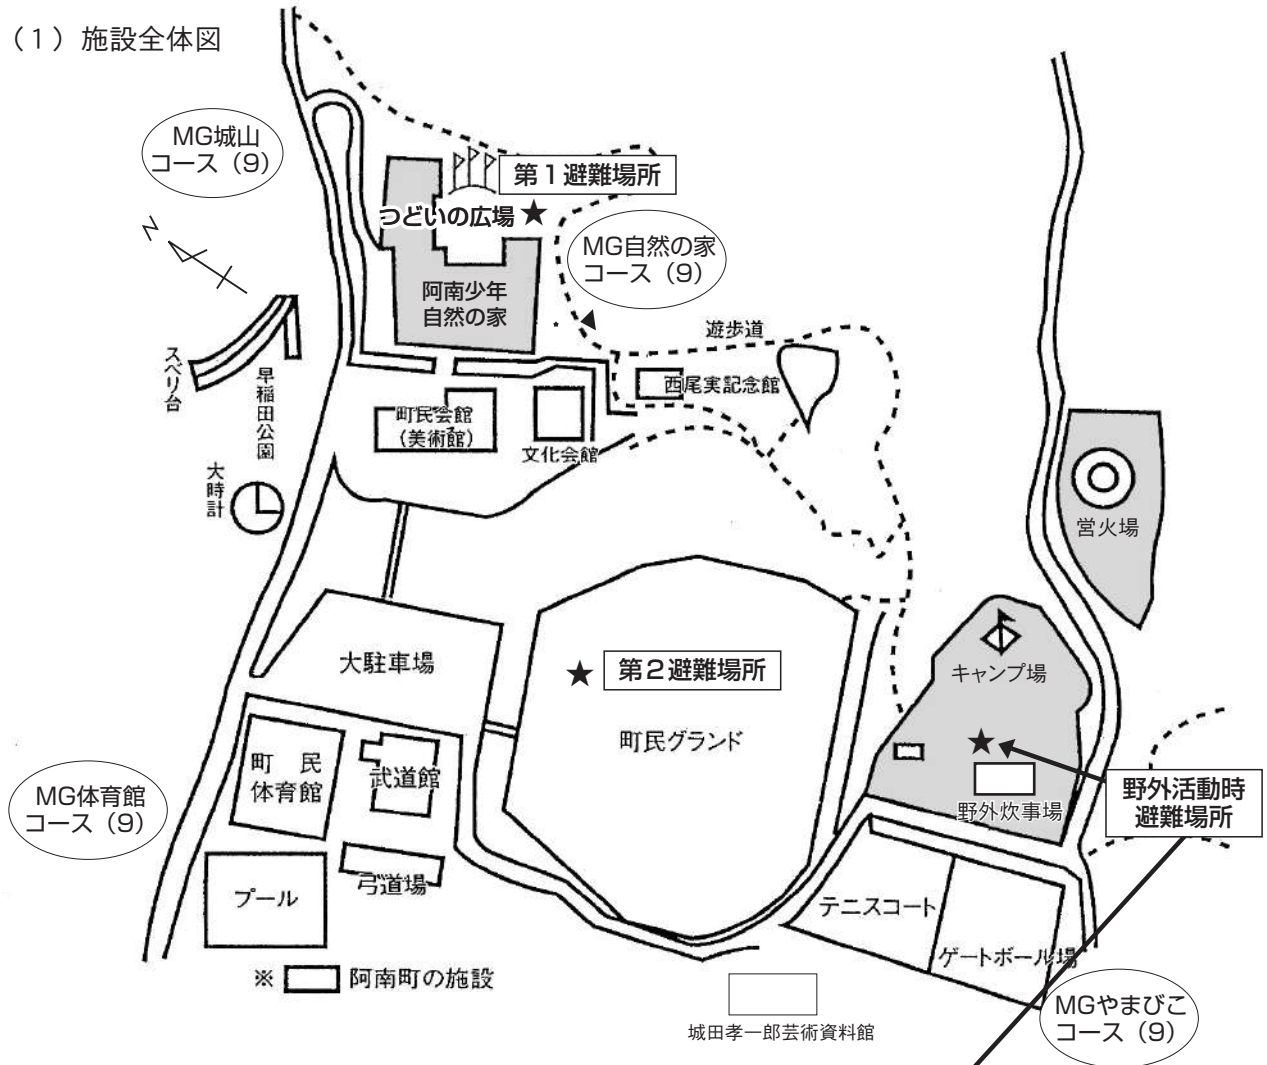 （1）施設全体図
MG城山
コース（9）
第1避難場所
つどいの広場
MG自然の家
コース（9）
N
阿南少年
自然の家
遊歩道
スベリ台
早稲田公園
西尾実記念館
町民会館
（美術館）
文化会館
大時計
営火場
大駐車場
第2避難場所
キャンプ場
町民グランド
町民
体育館
武道館
MG体育館
コース（9）
野外活動時
避難場所
野外炊事場
弓道場
プール
テニスコート
ゲートボール場
※ 阿南町の施設
城田孝一郎芸術資料館
MGやまびこ
コース（9）